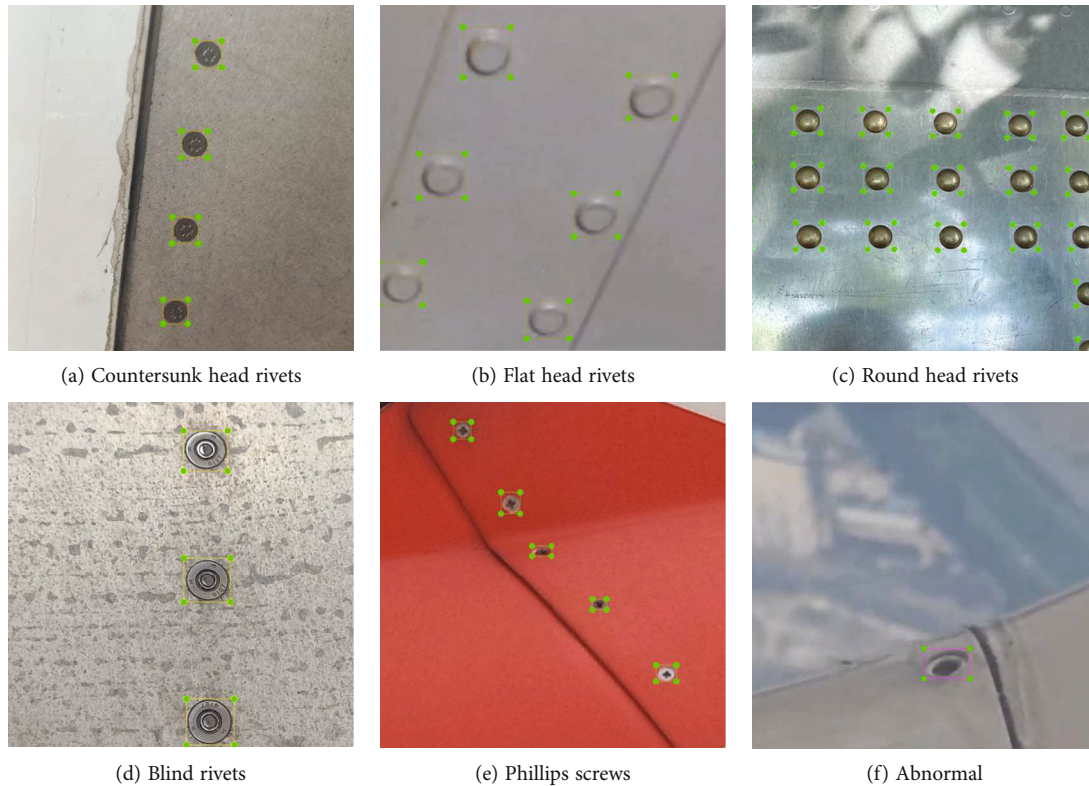 (a) Countersunk head rivets
(b) Flat head rivets
(c) Round head rivets
(d) Blind rivets
(e) Phillips screws
(f) Abnormal